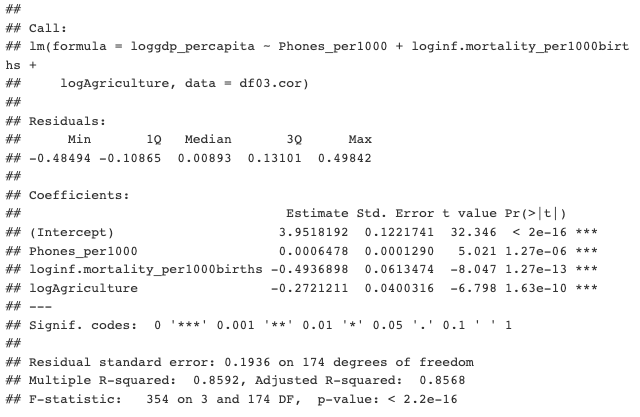 ##
## Call:
## lm(formula = loggdp_percapita ~ Phones_per1000 + loginf.mortality_per1000birt
hs +
##     logAgriculture, data = df03.cor)
##
## Residuals:
##      Min       1Q   Median       3Q      Max
## -0.48494 -0.10865  0.00893  0.13101  0.49842
##
## Coefficients:
##                                Estimate Std. Error t value Pr(>|t|)
## (Intercept)                   3.9518192  0.1221741  32.346  < 2e-16 ***
## Phones_per1000                0.0006478  0.0001290   5.021 1.27e-06 ***
## loginf.mortality_per1000births -0.4936898  0.0613474  -8.047 1.27e-13 ***
## logAgriculture               -0.2721211  0.0400316  -6.798 1.63e-10 ***
## ---
## Signif. codes:  0 '***' 0.001 '**' 0.01 '*' 0.05 '.' 0.1 ' ' 1
##
## Residual standard error: 0.1936 on 174 degrees of freedom
## Multiple R-squared:  0.8592, Adjusted R-squared:  0.8568
## F-statistic:   354 on 3 and 174 DF,  p-value: < 2.2e-16